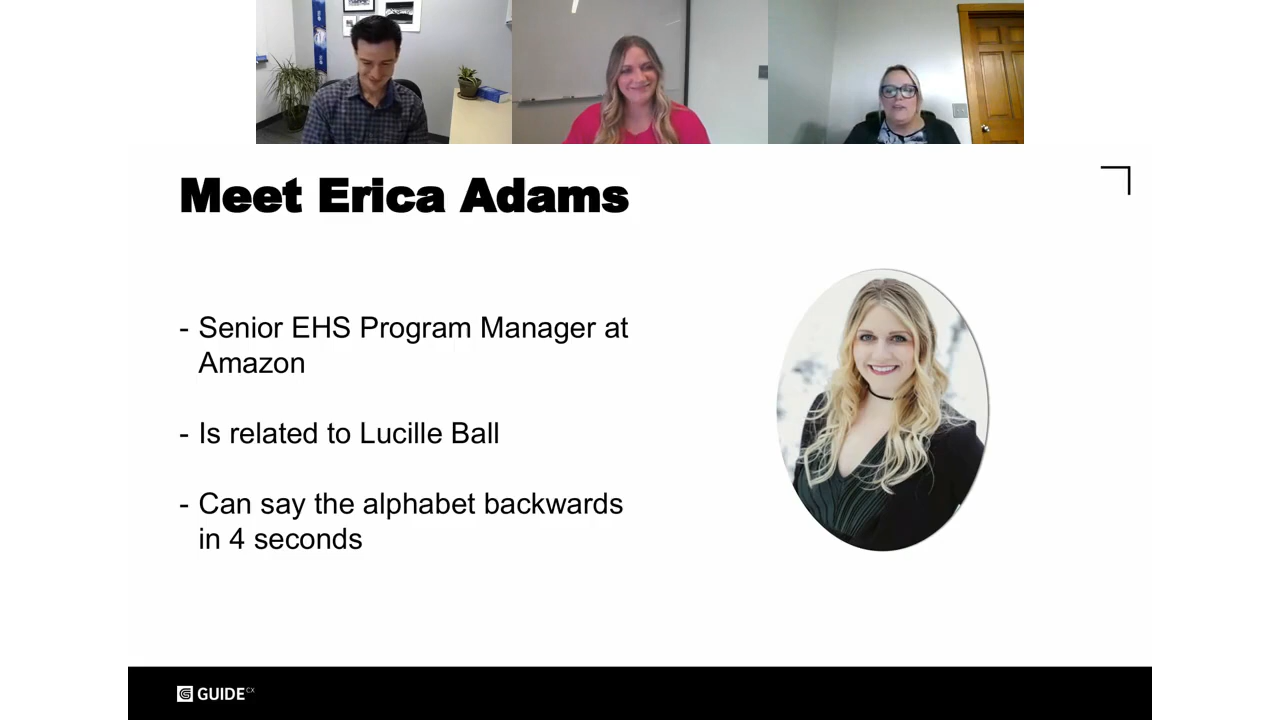 Meet Erica Adams
- Senior EHS Program Manager at
Amazon
- Is related to Lucille Ball
- Can say the alphabet backwards
in 4 seconds
GUIDECX